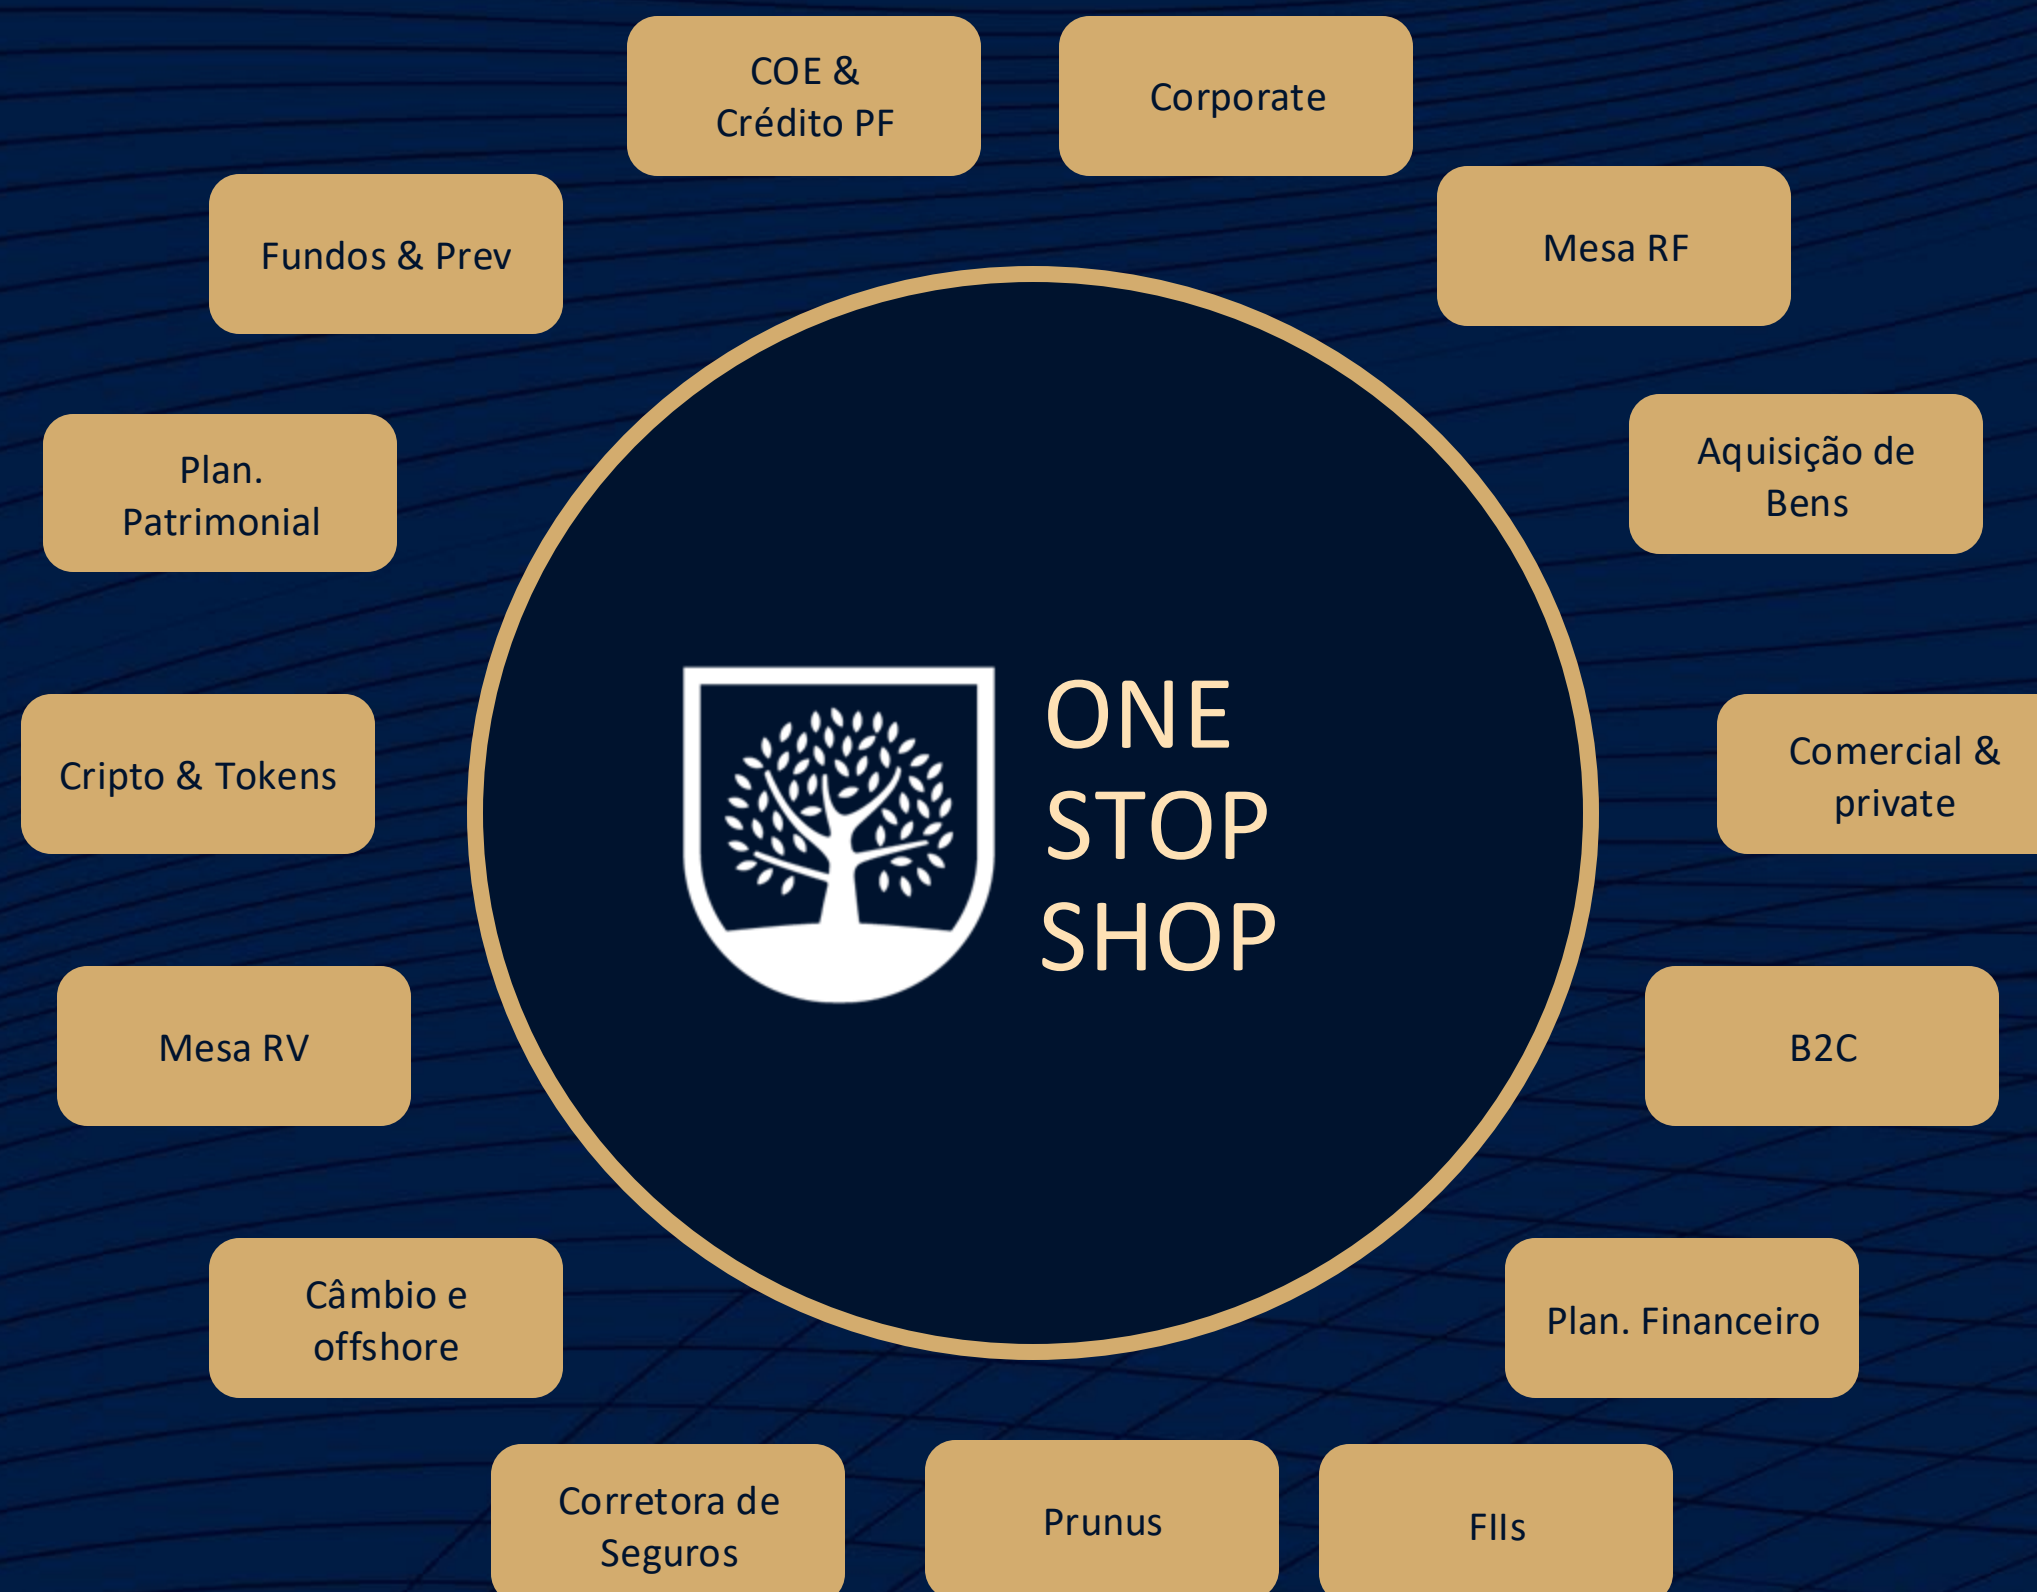 COE &
Crédito PF
Corporate
Fundos & Prev
Mesa RF
Plan.
Patrimonial
Aquisição de
Bens
ONE
STOP
SHOP
Cripto & Tokens
Comercial &
private
Mesa RV
B2C
Câmbio e
offshore
Plan. Financeiro
Corretora de
Seguros
Prunus
FIIs